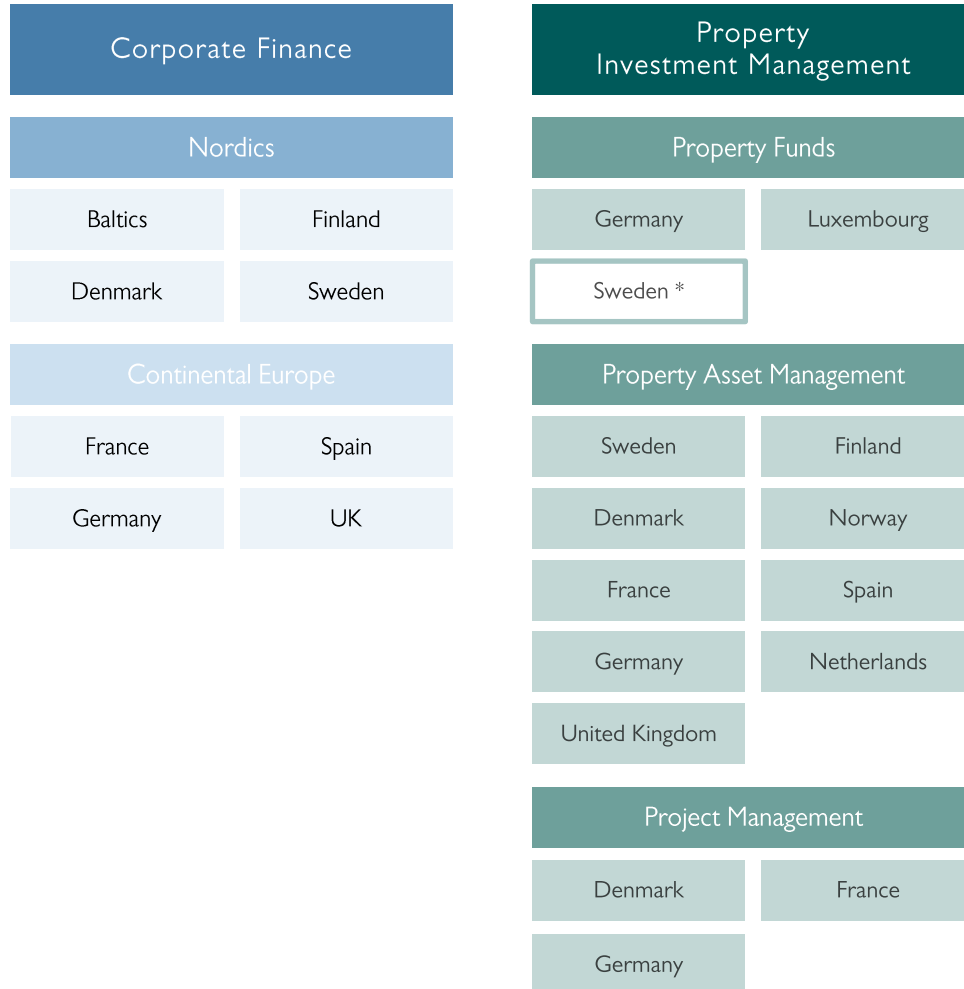 Corporate Finance
Nordics
Baltics
Finland
Denmark
Sweden
Continental Europe
France
Spain
Germany
UK
Property
Investment Management
Property Funds
Germany
Luxembourg
Sweden *
Property Asset Management
Sweden
Finland
Denmark
Norway
France
Spain
Germany
Netherlands
United Kingdom
Project Management
Denmark
France
Germany